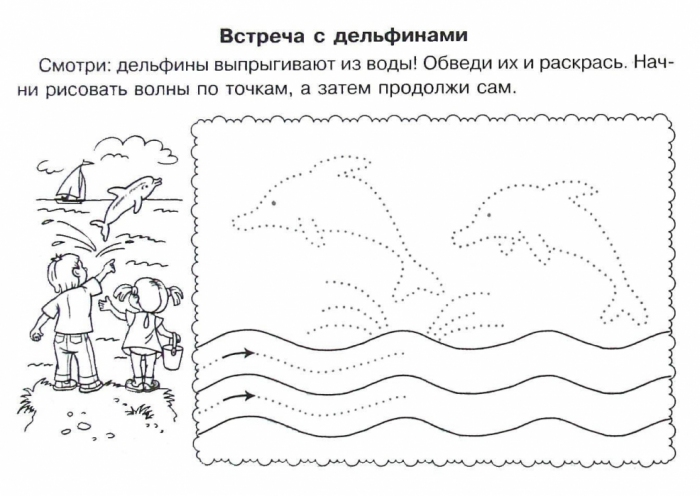 Встреча с дельфинами
Смотри: дельфины выпрыгивают из воды! Обведи их и раскрась. Нач-
ни рисовать волны по точкам, а затем продолжи сам.